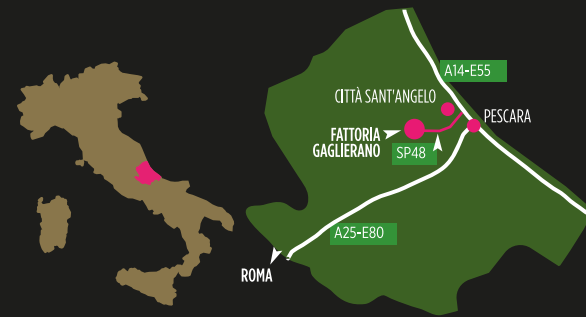 A14-E55
CITTÀ SANT'ANGELO
PESCARA
FATTORIA
GAGLIERANO
SP48
A25-E80
ROMA